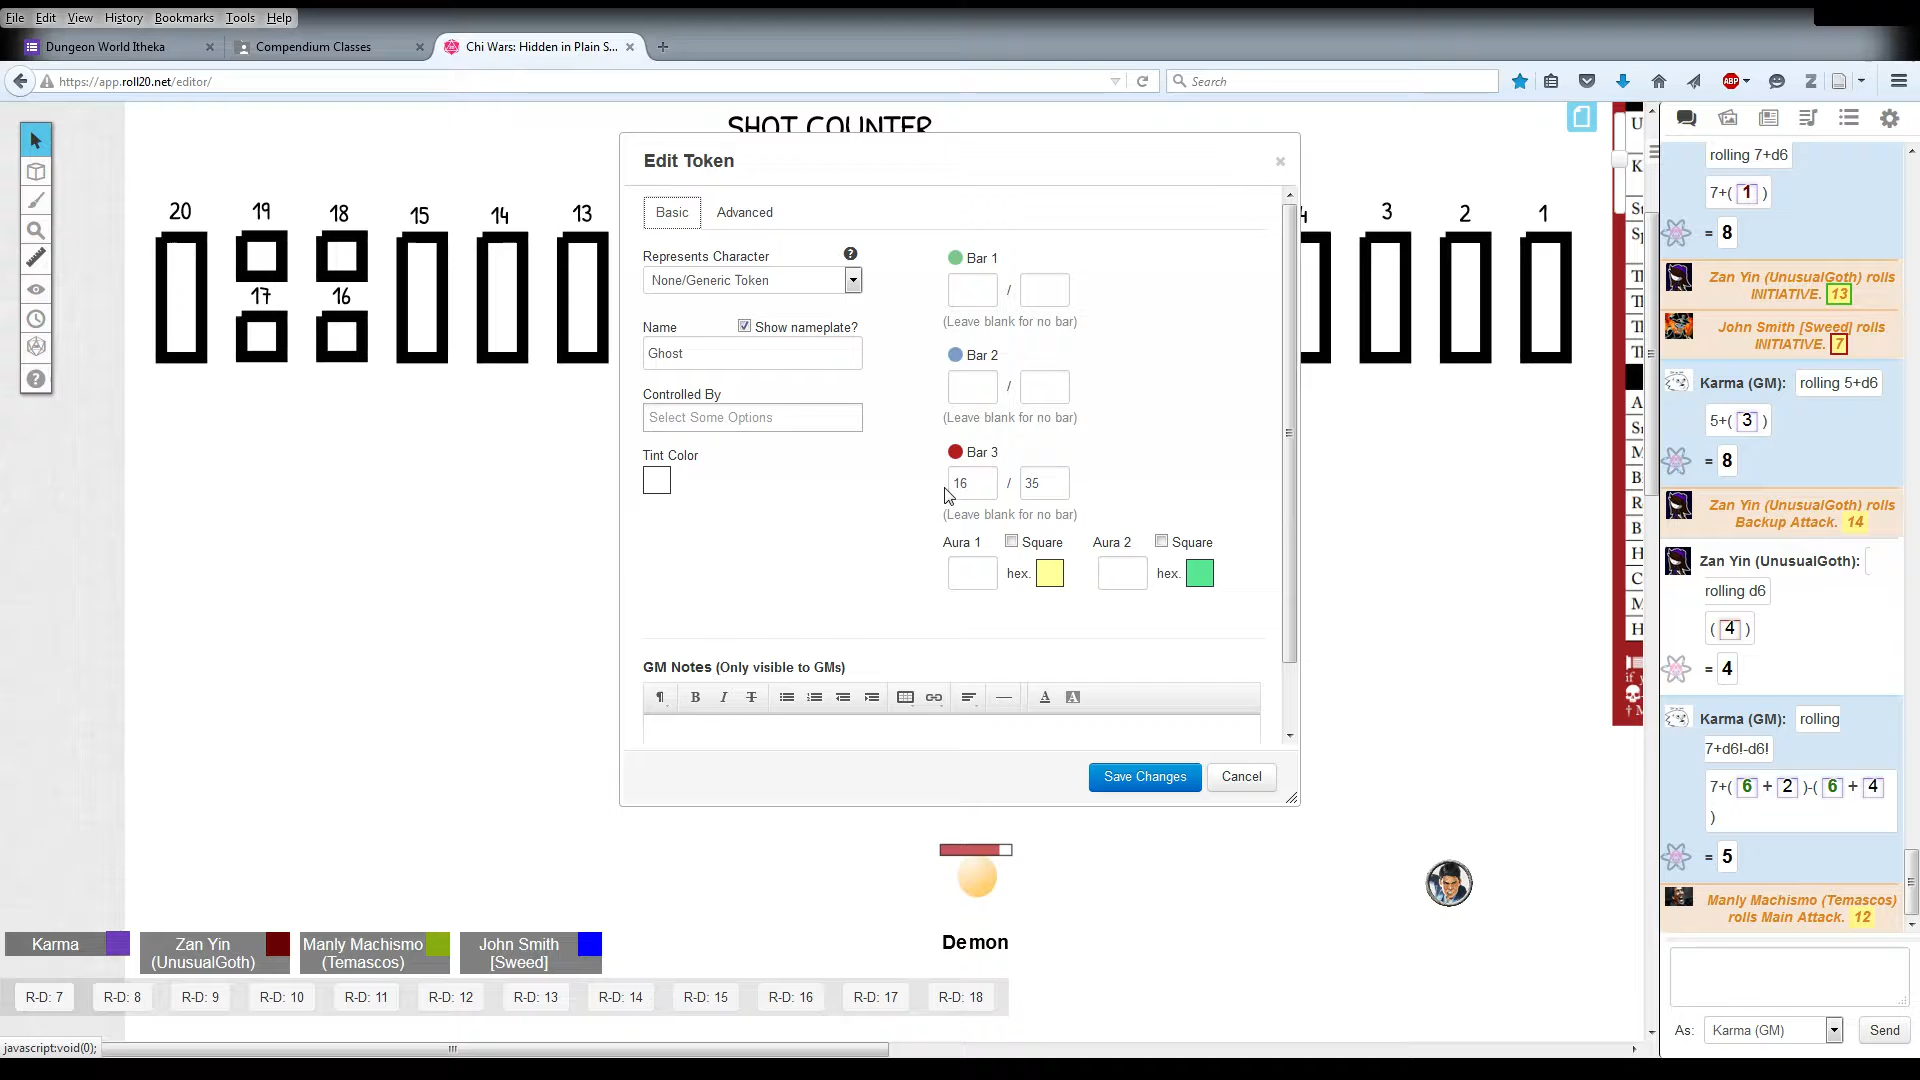 File Edit View History Bookmarks Tools Help
Dungeon World Itheka
Compendium Classes
Chi Wars: Hidden in Plain S...
https://app.roll20.net/editor/
Search
ABP
Z
SHOT COUNTER
20 19 18 15 14 13
17 16
4 3 2 1
Edit Token
Basic Advanced
Represents Character
None/Generic Token
Name
Show nameplate?
Ghost
Controlled By
Select Some Options
Tint Color
Bar 1
/
(Leave blank for no bar)
Bar 2
/
(Leave blank for no bar)
Bar 3
16 / 35
(Leave blank for no bar)
Aura 1 Square Aura 2 Square
hex. hex.
GM Notes (Only visible to GMs)
Save Changes Cancel
Demon
Karma
Zan Yin
(UnusualGoth)
Manly Machismo
(Temascos)
John Smith
[Sweed]
R-D: 7 R-D: 8 R-D: 9 R-D: 10 R-D: 11 R-D: 12 R-D: 13 R-D: 14 R-D: 15 R-D: 16 R-D: 17 R-D: 18
javascript:void(0);
rolling 7+d6
7+( 1 )
= 8
Zan Yin (UnusualGoth) rolls
INITIATIVE. 13
John Smith [Sweed] rolls
INITIATIVE. 7
Karma (GM): rolling 5+d6
5+( 3 )
= 8
Zan Yin (UnusualGoth) rolls
Backup Attack. 14
Zan Yin (UnusualGoth):
rolling d6
( 4 )
= 4
Karma (GM): rolling
7+d6!-d6!
7+( 6 + 2 )-( 6 + 4
)
= 5
Manly Machismo (Temascos)
rolls Main Attack. 12
As: Karma (GM) Send